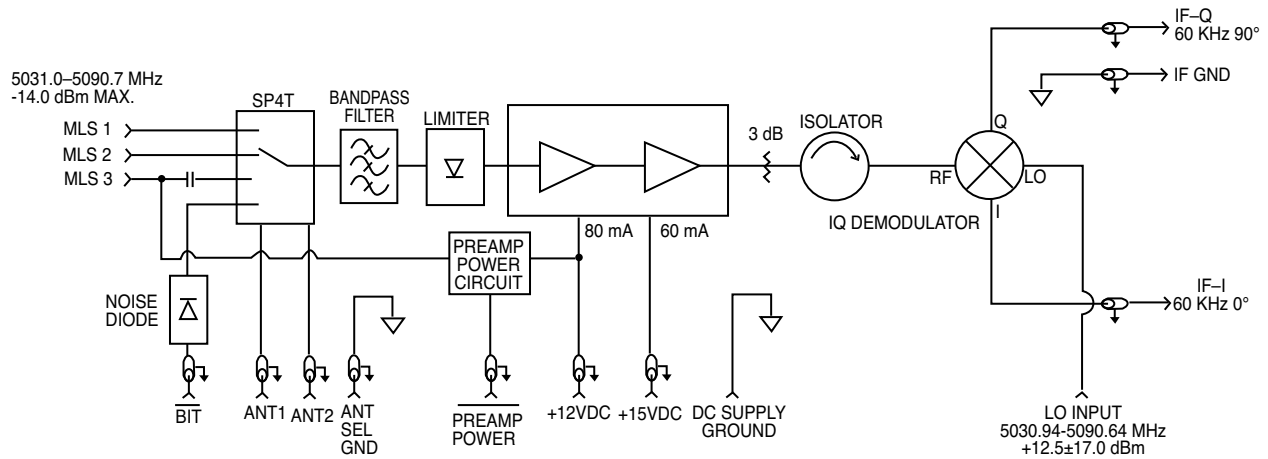 IF–Q
60 KHz 90°
IF GND
5031.0–5090.7 MHz
-14.0 dBm MAX.
SP4T
BANDPASS
FILTER
LIMITER
3 dB
ISOLATOR
MLS 1
MLS 2
MLS 3
Q
RF
LO
I
IQ DEMODULATOR
80 mA
60 mA
PREAMP
POWER
CIRCUIT
NOISE
DIODE
IF–I
60 KHz 0°
BIT
ANT1
ANT2
ANT
SEL
GND
PREAMP
POWER
+12VDC
+15VDC
DC SUPPLY
GROUND
LO INPUT
5030.94-5090.64 MHz
+12.5±17.0 dBm